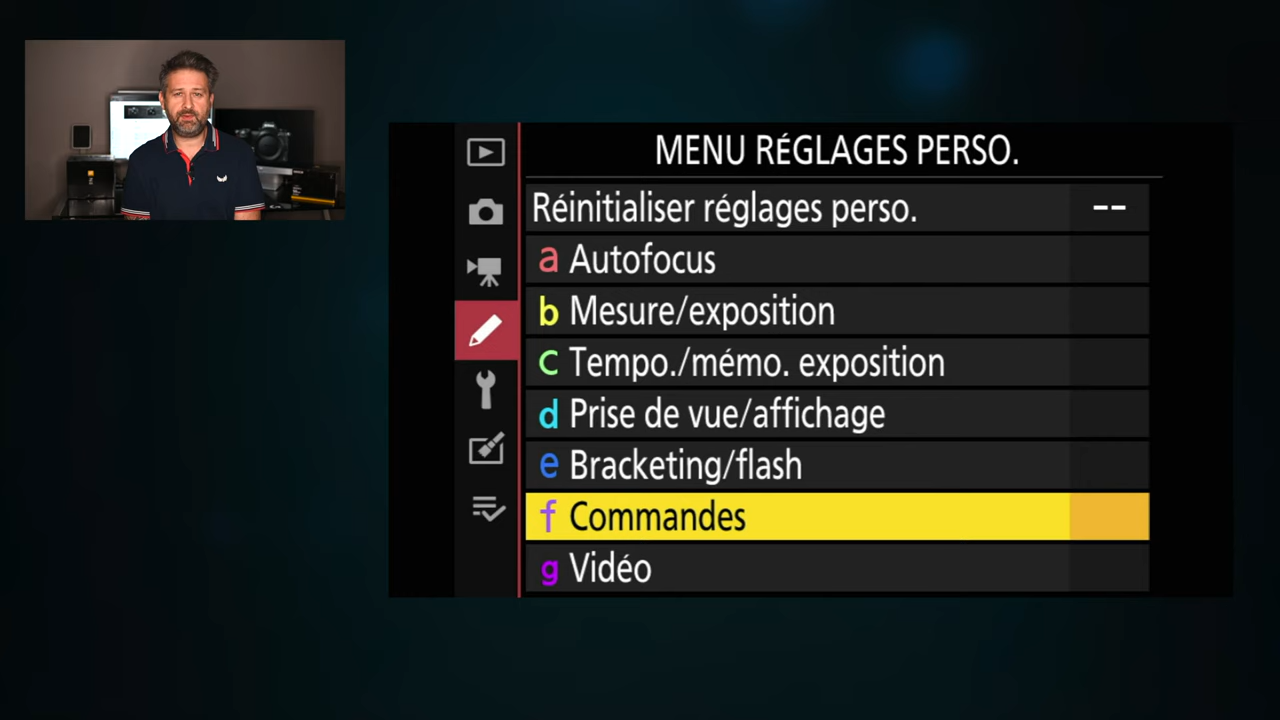 MENU RÉGLAGES PERSO.
Réinitialiser réglages perso. --
a Autofocus
b Mesure/exposition
c Tempo./mémo. exposition
d Prise de vue/affichage
e Bracketing/flash
f Commandes
g Vidéo